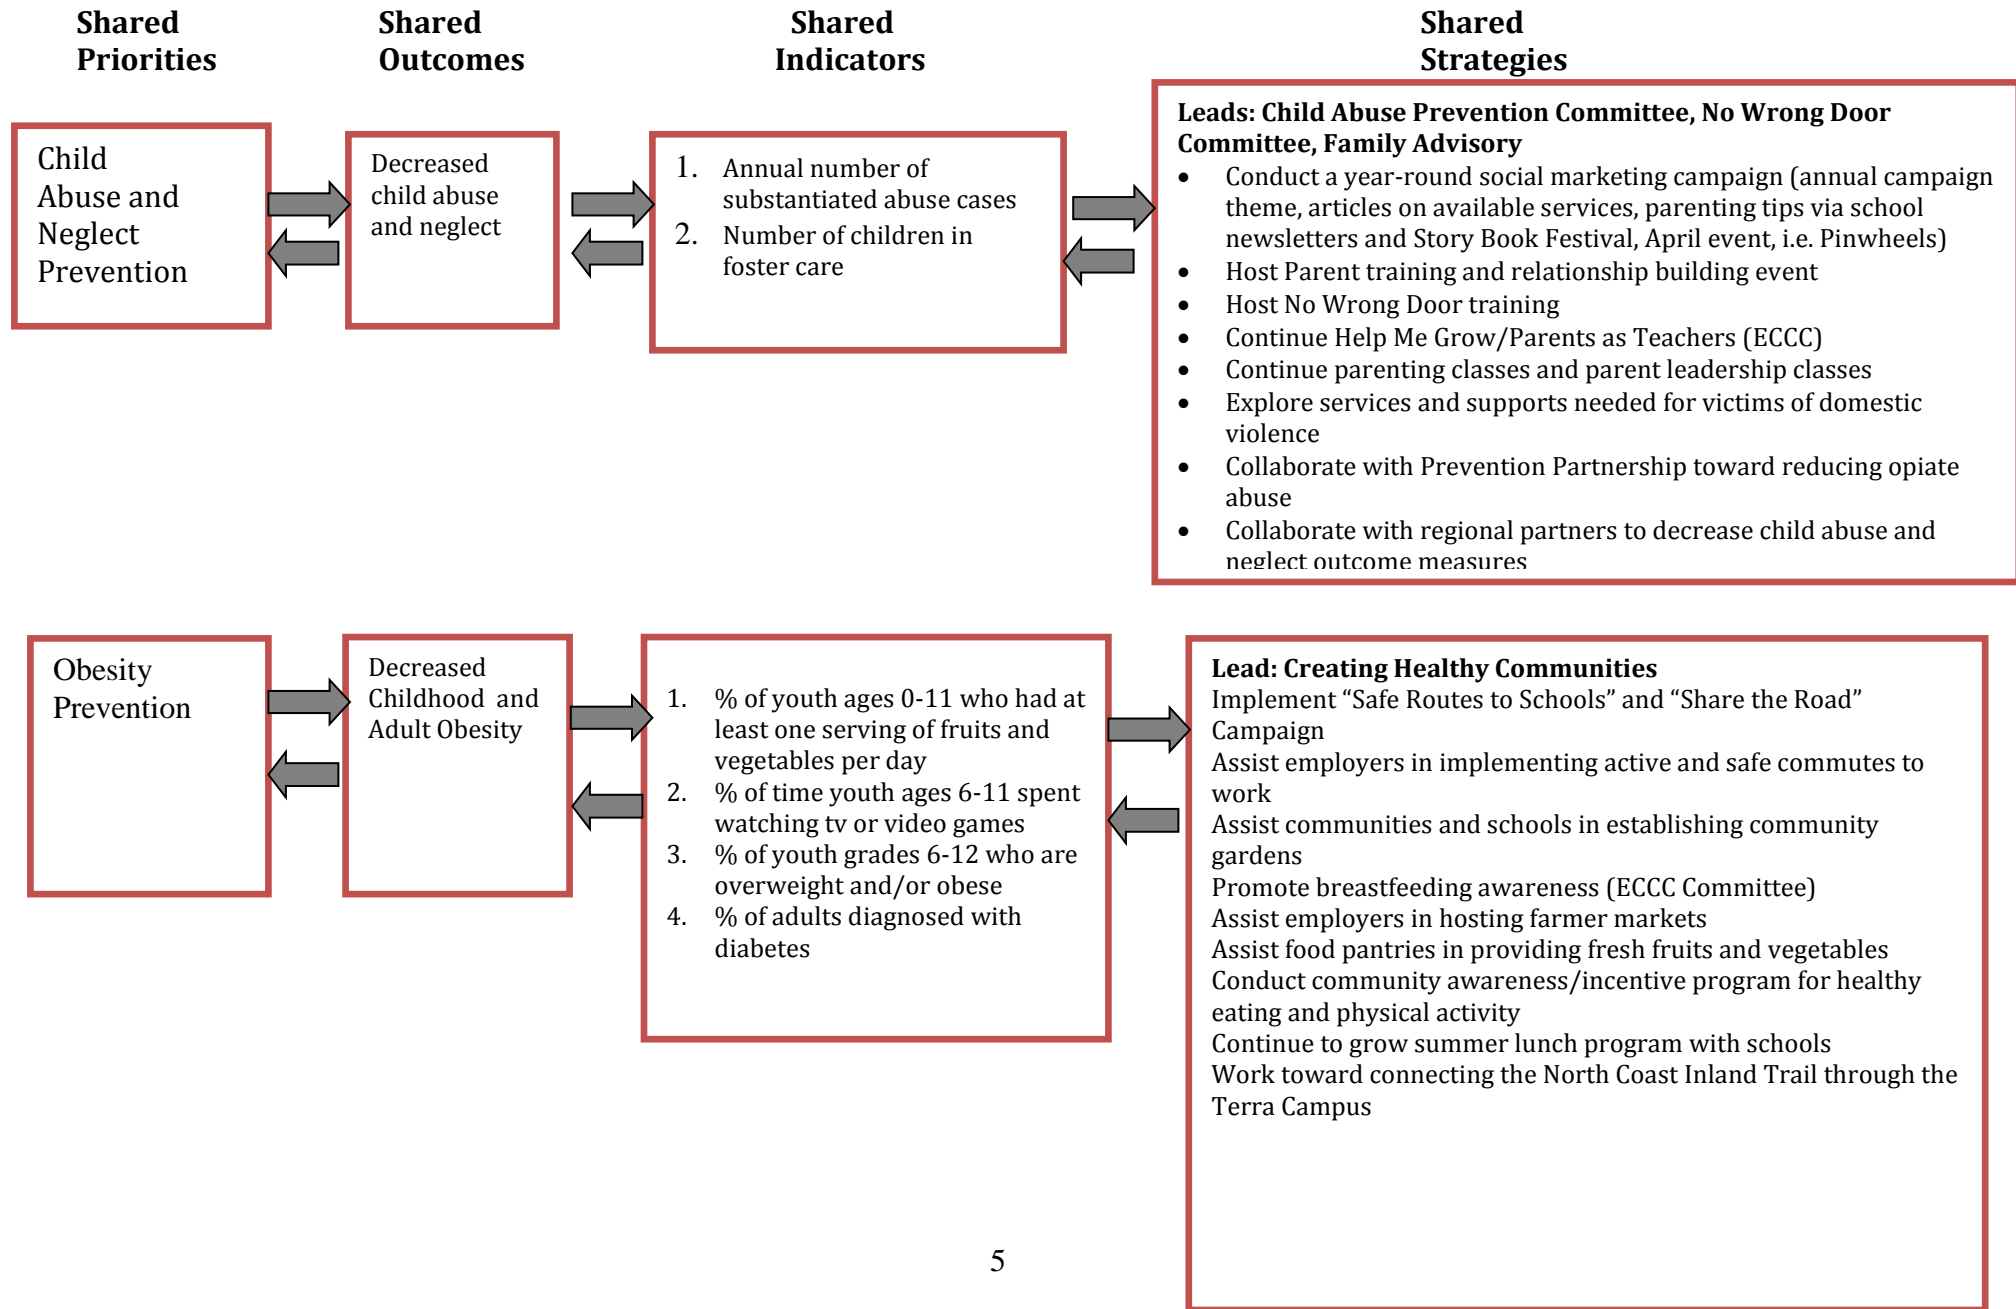 Shared Priorities
Shared Outcomes
Shared Indicators
Shared Strategies
Child
Abuse and
Neglect
Prevention
Decreased
child abuse
and neglect
1. Annual number of
substantiated abuse cases
2. Number of children in
foster care
Leads: Child Abuse Prevention Committee, No Wrong Door
Committee, Family Advisory
• Conduct a year-round social marketing campaign (annual campaign
theme, articles on available services, parenting tips via school
newsletters and Story Book Festival, April event, i.e. Pinwheels)
• Host Parent training and relationship building event
• Host No Wrong Door training
• Continue Help Me Grow/Parents as Teachers (ECCC)
• Continue parenting classes and parent leadership classes
• Explore services and supports needed for victims of domestic
violence
• Collaborate with Prevention Partnership toward reducing opiate
abuse
• Collaborate with regional partners to decrease child abuse and
neglect outcome measures
Obesity
Prevention
Decreased
Childhood and
Adult Obesity
1. % of youth ages 0-11 who had at
least one serving of fruits and
vegetables per day
2. % of time youth ages 6-11 spent
watching tv or video games
3. % of youth grades 6-12 who are
overweight and/or obese
4. % of adults diagnosed with
diabetes
Lead: Creating Healthy Communities
Implement “Safe Routes to Schools” and “Share the Road”
Campaign
Assist employers in implementing active and safe commutes to
work
Assist communities and schools in establishing community
gardens
Promote breastfeeding awareness (ECCC Committee)
Assist employers in hosting farmer markets
Assist food pantries in providing fresh fruits and vegetables
Conduct community awareness/incentive program for healthy
eating and physical activity
Continue to grow summer lunch program with schools
Work toward connecting the North Coast Inland Trail through the
Terra Campus
5